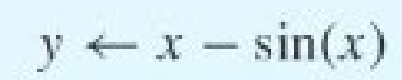 y ← x − sin(x)